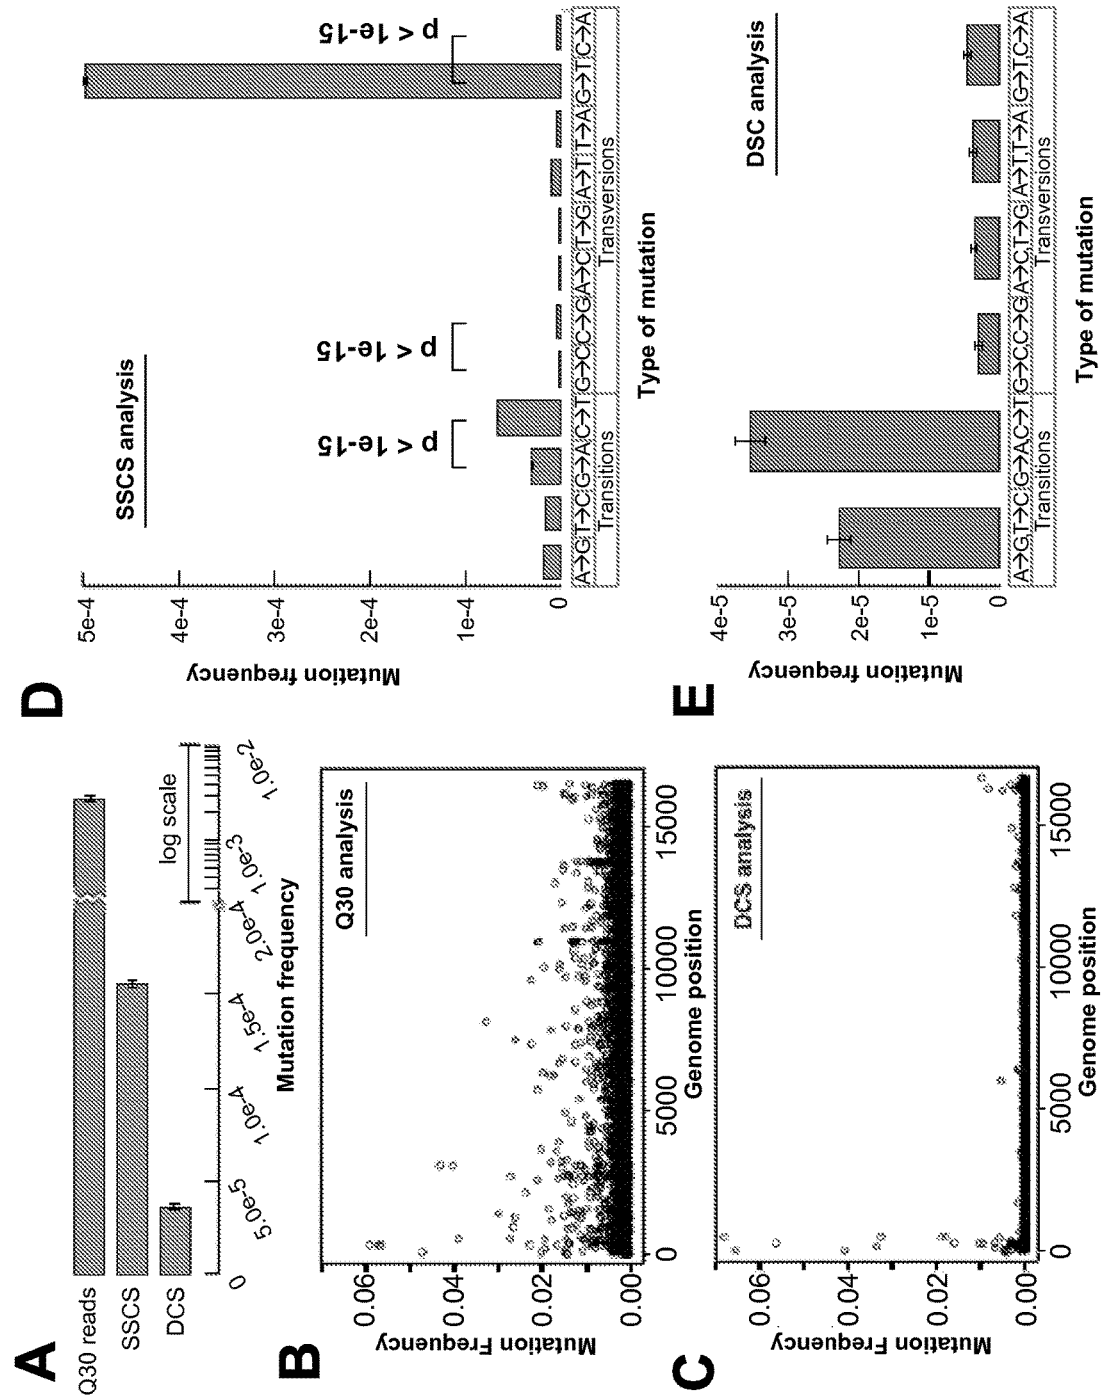 A
Q30 reads
SSCS
DCS
0
5.0e-5
1.0e-4
1.5e-4
2.0e-4
1.0e-3
1.0e-2
log scale
Mutation frequency
B
Q30 analysis
Mutation Frequency
0.06
0.04
0.02
0.00
0
5000
10000
15000
Genome position
C
DCS analysis
Mutation Frequency
0.06
0.04
0.02
0.00
0
5000
10000
15000
Genome position
D
SSCS analysis
Mutation frequency
5e-4
4e-4
3e-4
2e-4
1e-4
0
p < 1e-15
p < 1e-15
p < 1e-15
A→G T→C G→A C→T G→C C→G A→C T→G A→T T→A G→T C→A
Transitions
Transversions
Type of mutation
E
DSC analysis
Mutation frequency
4e-5
3e-5
2e-5
1e-5
0
A→G T→C G→A C→T G→C C→G A→C T→G A→T T→A G→T C→A
Transitions
Transversions
Type of mutation